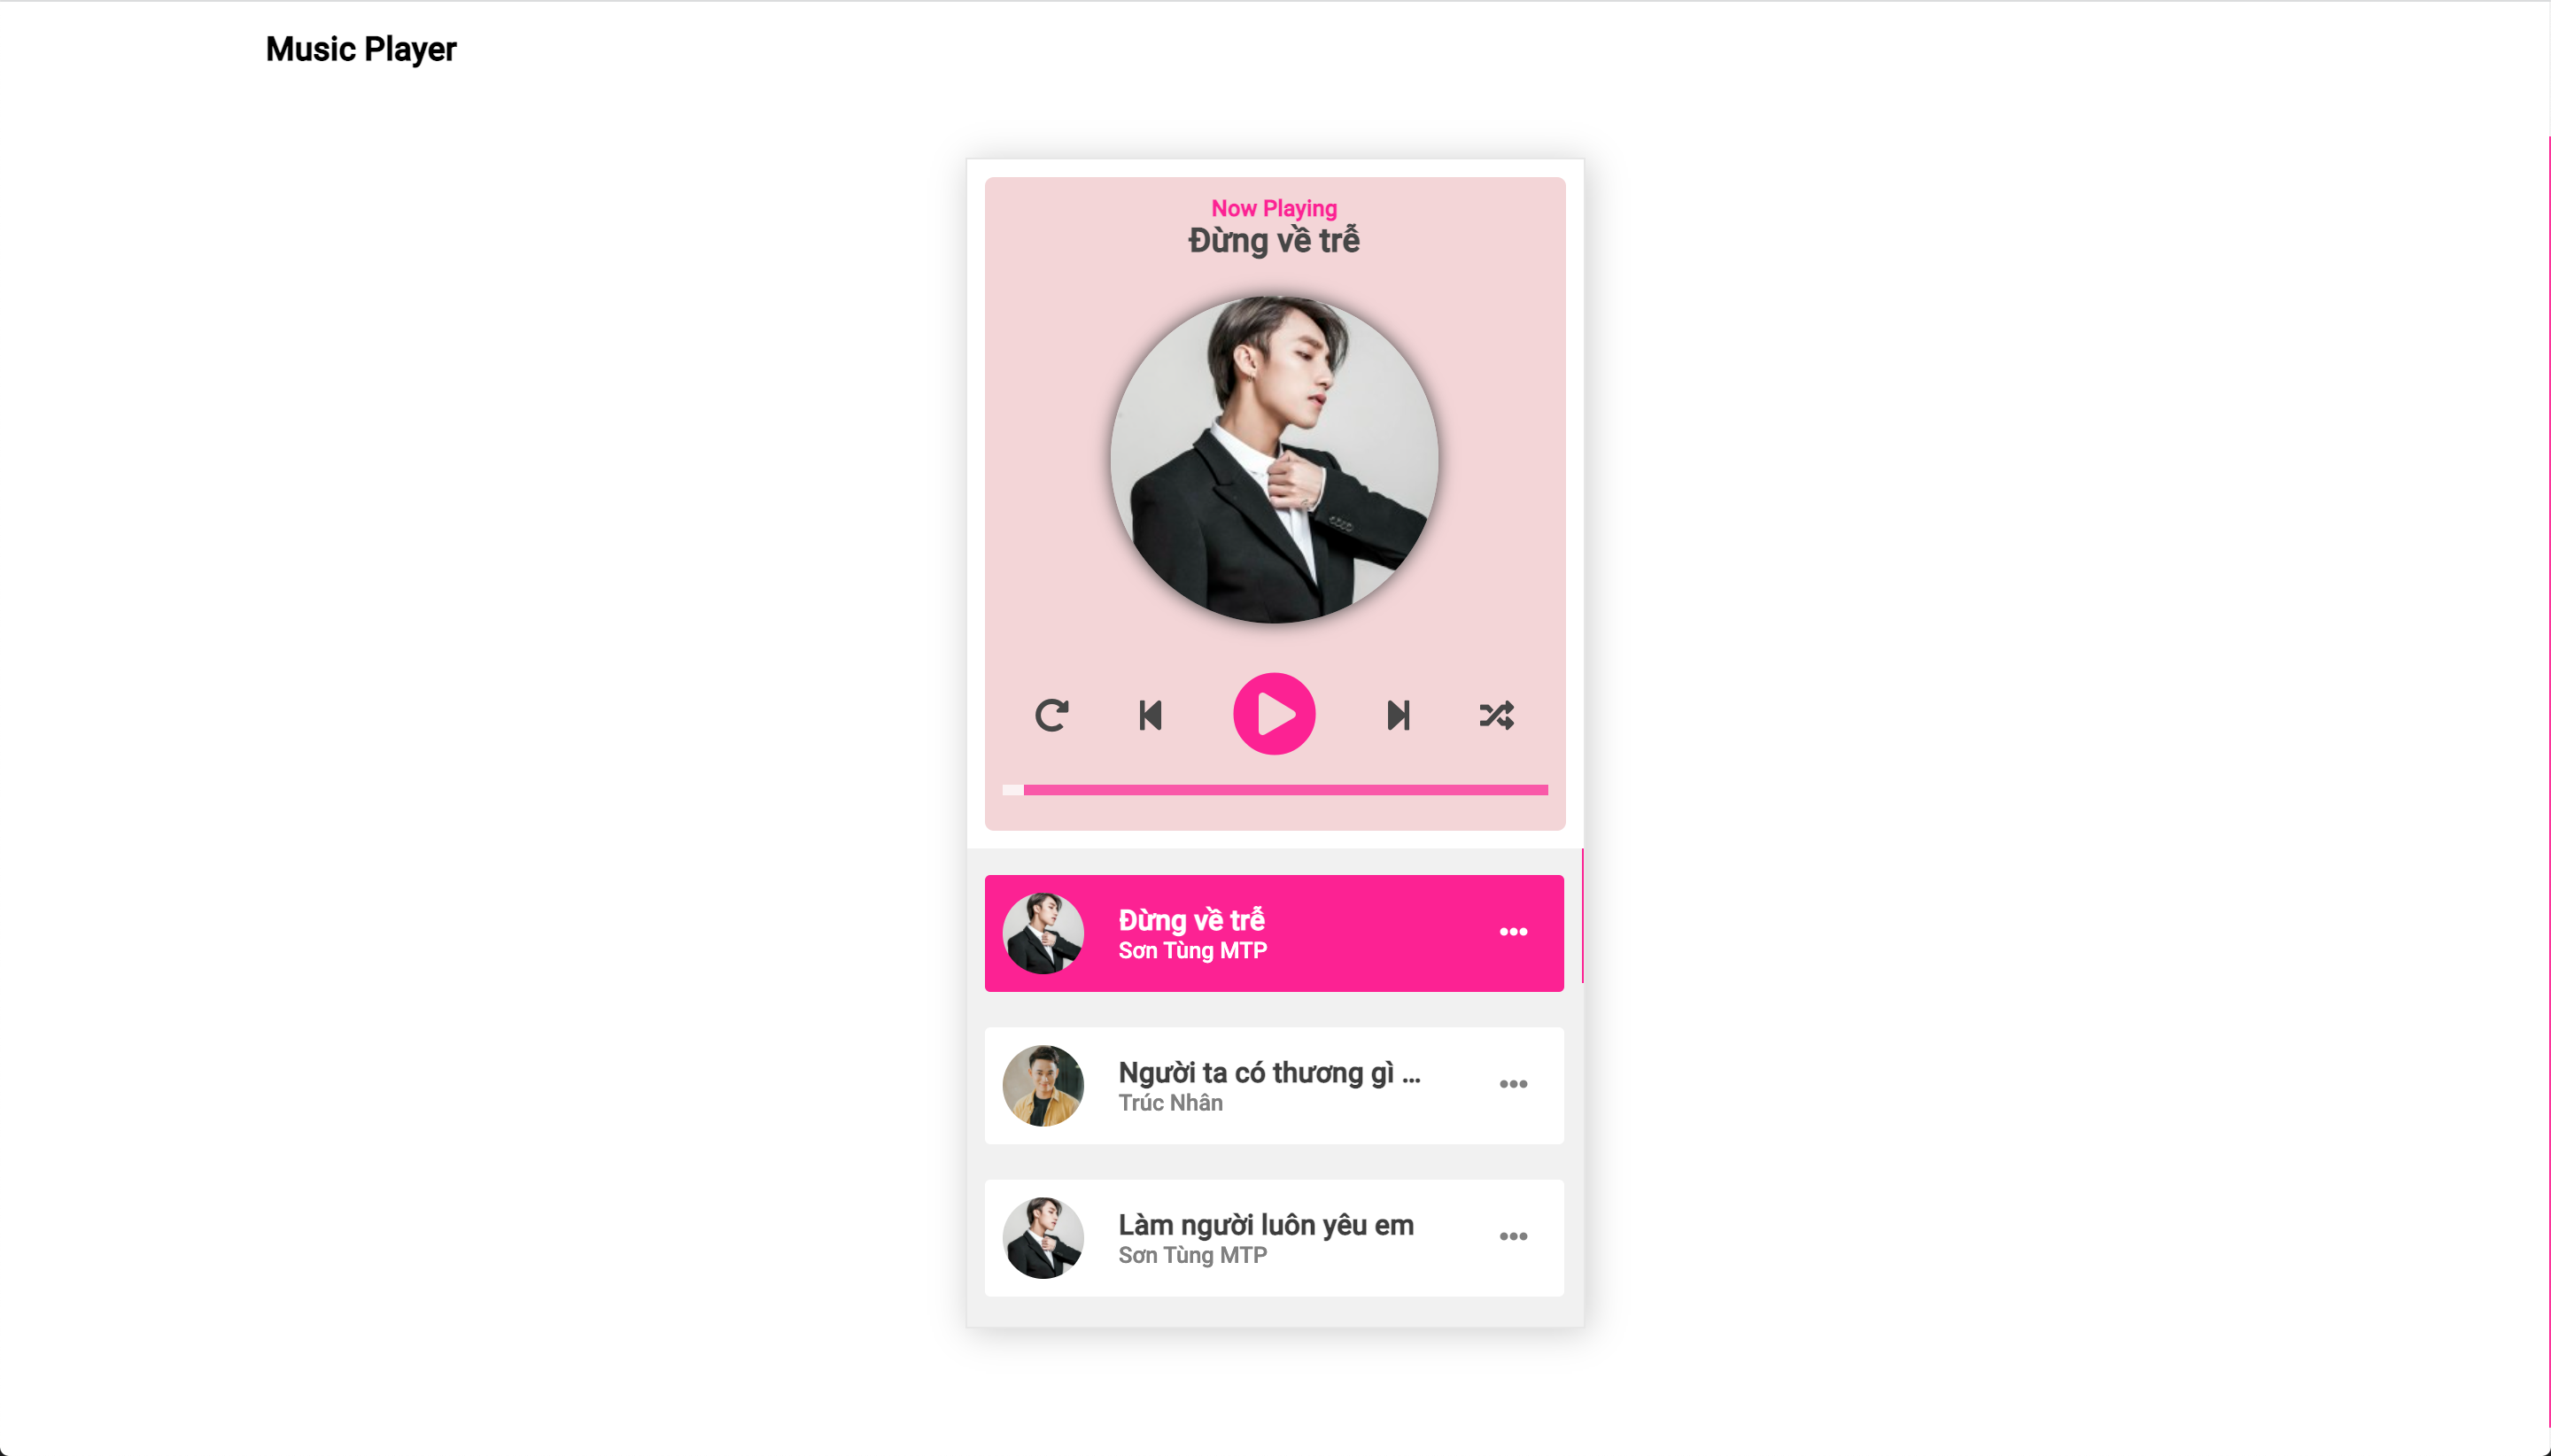 Music Player
Now Playing
Đừng về trễ
Đừng về trễ
Sơn Tùng MTP
Người ta có thương gì ...
Trúc Nhân
Làm người luôn yêu em
Sơn Tùng MTP